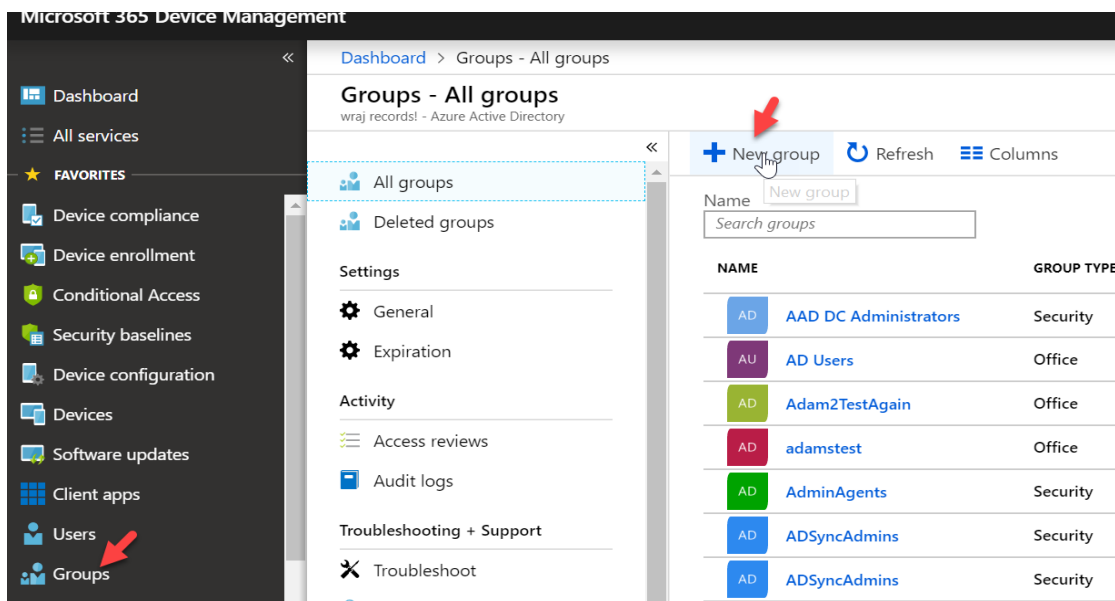 Microsoft 365 Device Management
«
Dashboard
All services
FAVORITES
Device compliance
Device enrollment
Conditional Access
Security baselines
Device configuration
Devices
Software updates
Client apps
Users
Groups
Dashboard > Groups - All groups
Groups - All groups
wraj records! - Azure Active Directory
«
All groups
Deleted groups
Settings
General
Expiration
Activity
Access reviews
Audit logs
Troubleshooting + Support
Troubleshoot
New group Refresh Columns
New group
Name
Search groups
NAME GROUP TYPE
AD AAD DC Administrators Security
AU AD Users Office
AD Adam2TestAgain Office
AD adamstest Office
AD AdminAgents Security
AD ADSyncAdmins Security
AD ADSyncAdmins Security